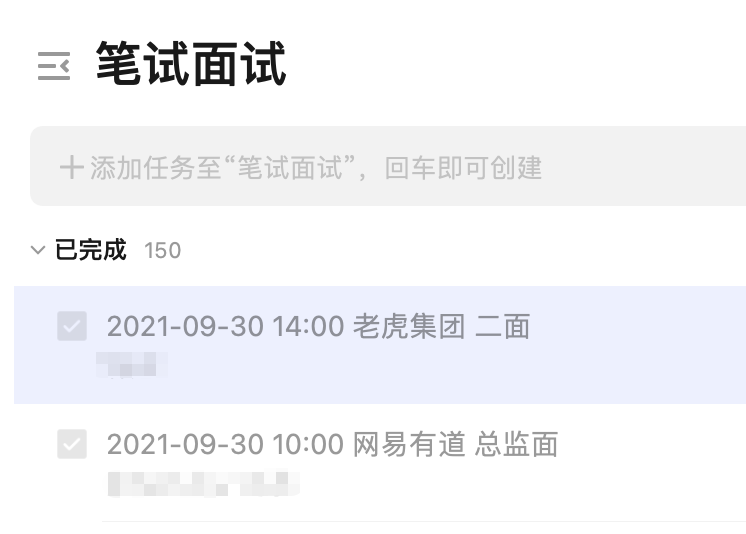 笔试面试
添加任务至“笔试面试”，回车即可创建
已完成 150
2021-09-30 14:00 老虎集团 二面
2021-09-30 10:00 网易有道 总监面